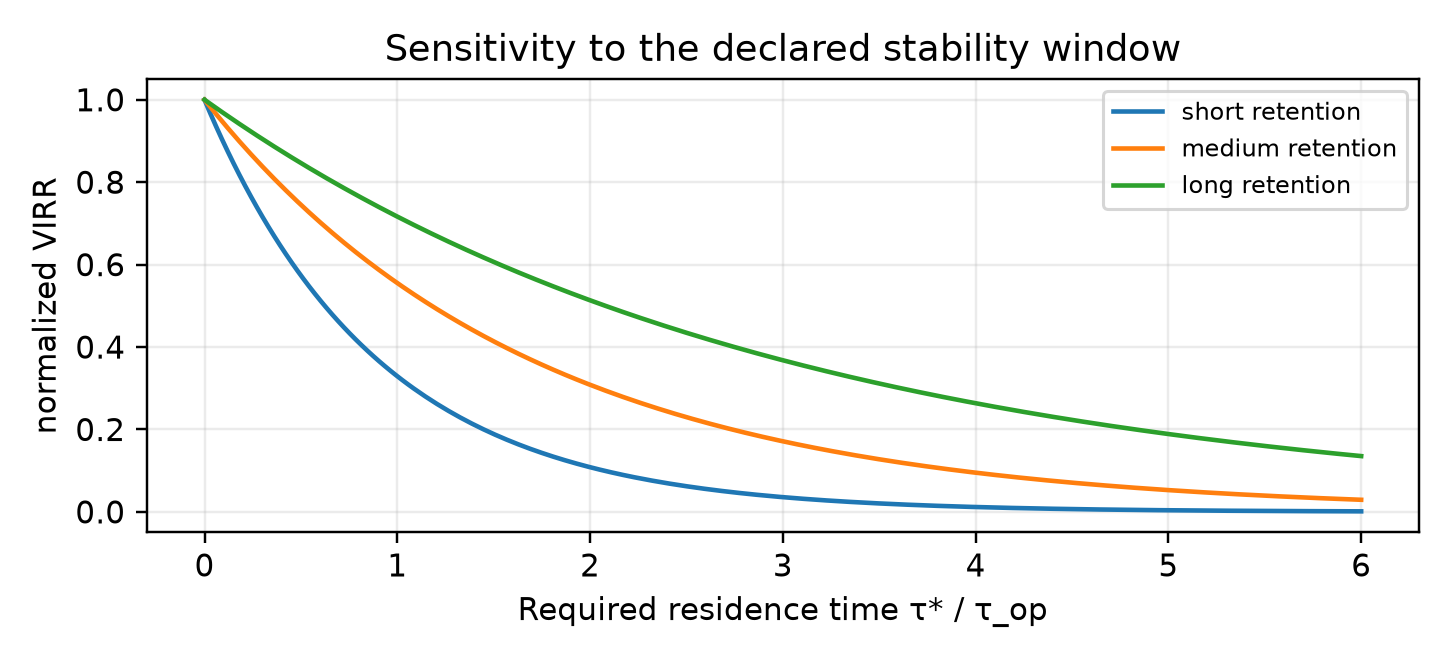 Sensitivity to the declared stability window
normalized VIRR
1.0
0.8
0.6
0.4
0.2
0.0
short retention
medium retention
long retention
0 1 2 3 4 5 6
Required residence time τ* / τ_op